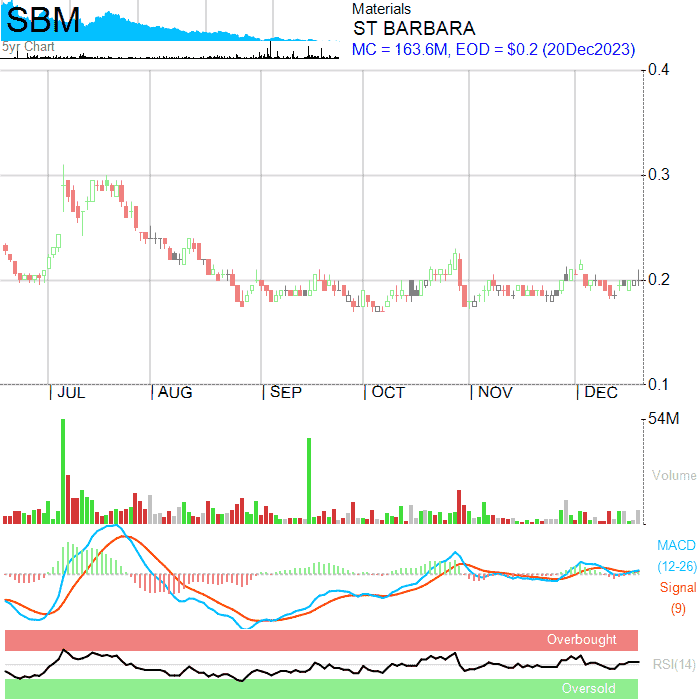 SBM
5yr Chart
Materials
ST BARBARA
MC = 163.6M, EOD = $0.2 (20Dec2023)
0.4
0.3
0.2
0.1
JUL AUG SEP OCT NOV DEC
54M
Volume
MACD
(12-26)
Signal
(9)
Overbought
RSI(14)
Oversold